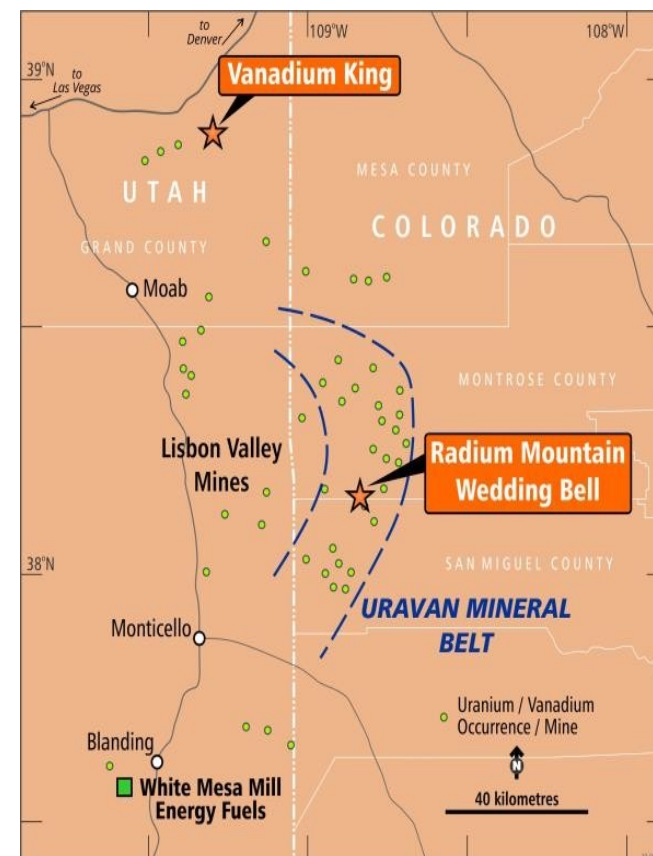 to
Denver
109°W
108°W
39°N
to
Las Vegas
Vanadium King
MESA COUNTY
UTAH
COLORADO
GRAND COUNTY
Moab
MONTROSE COUNTY
Lisbon Valley
Mines
Radium Mountain
Wedding Bell
38°N
SAN MIGUEL COUNTY
URAVAN MINERAL
BELT
Monticello
Uranium / Vanadium
Occurrence / Mine
Blanding
N
White Mesa Mill
Energy Fuels
40 kilometres